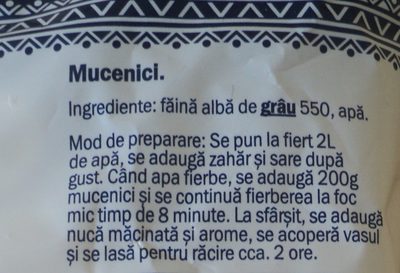 Mucenici.
Ingrediente: făină albă de grâu 550, apă.
Mod de preparare: Se pun la fiert 2L
de apă, se adaugă zahăr și sare după
gust. Când apa fierbe, se adaugă 200g
mucenici și se continuă fierberea la foc
mic timp de 8 minute. La sfârșit, se adaugă
nucă măcinată și arome, se acoperă vasul
și se lasă pentru răcire cca. 2 ore.